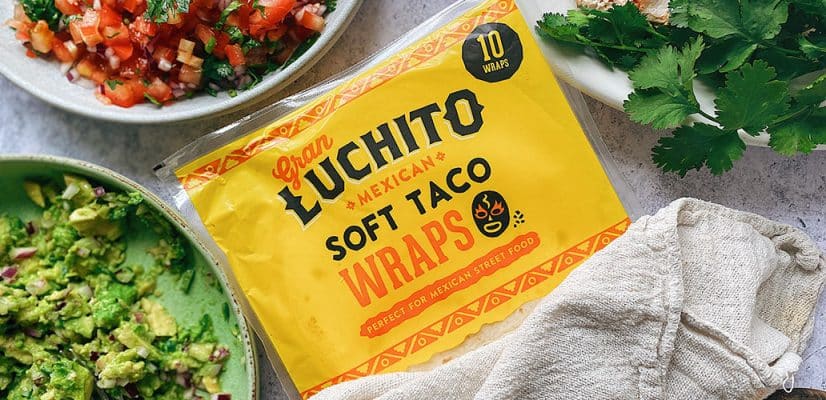 10
WRAPS
Gran
LUCHITO
MEXICAN
SOFT TACO
WRAPS
PERFECT FOR MEXICAN STREET FOOD